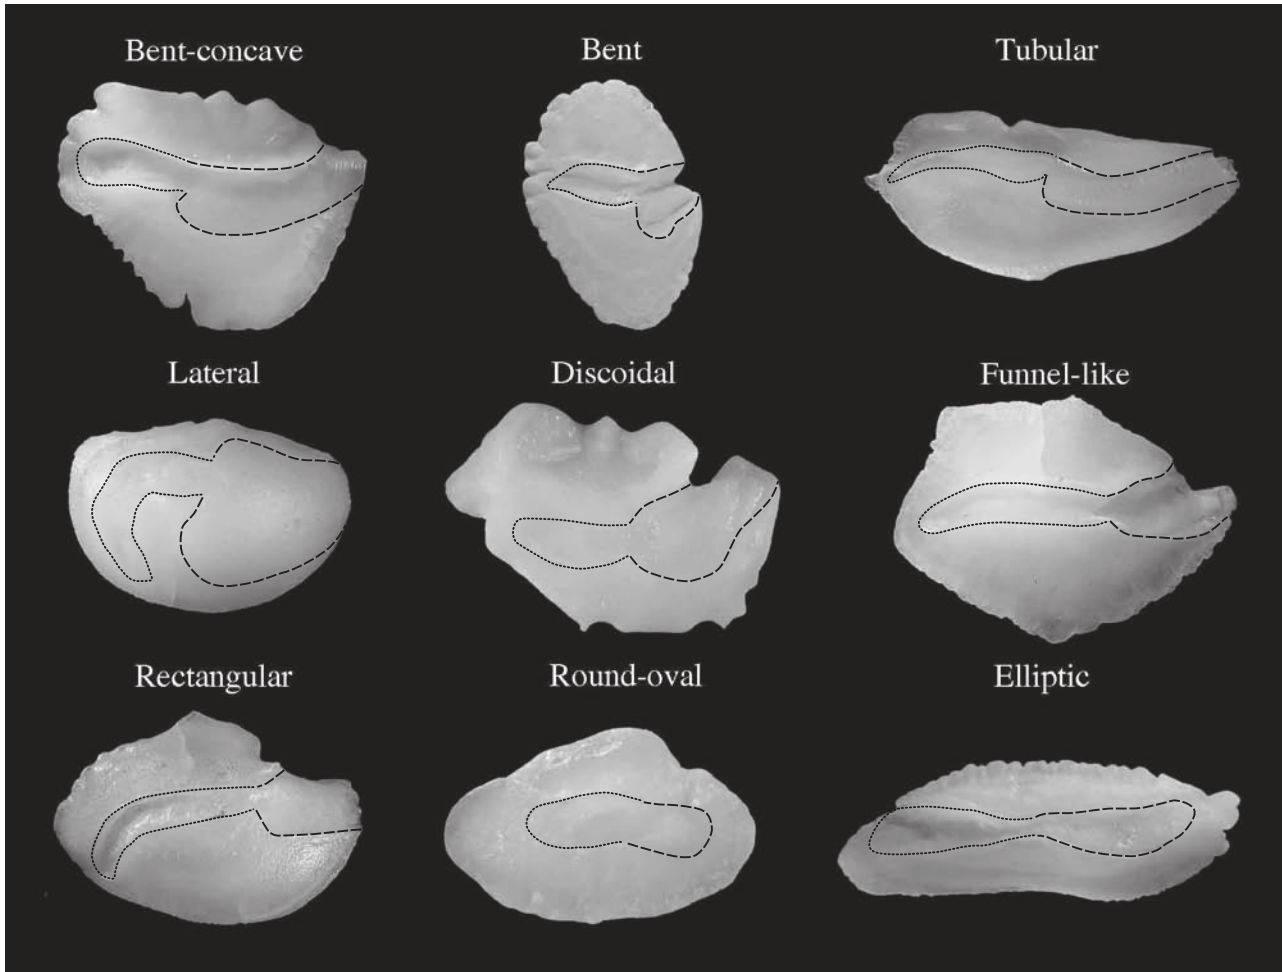 Bent-concave
Bent
Tubular
Lateral
Discoidal
Funnel-like
Rectangular
Round-oval
Elliptic